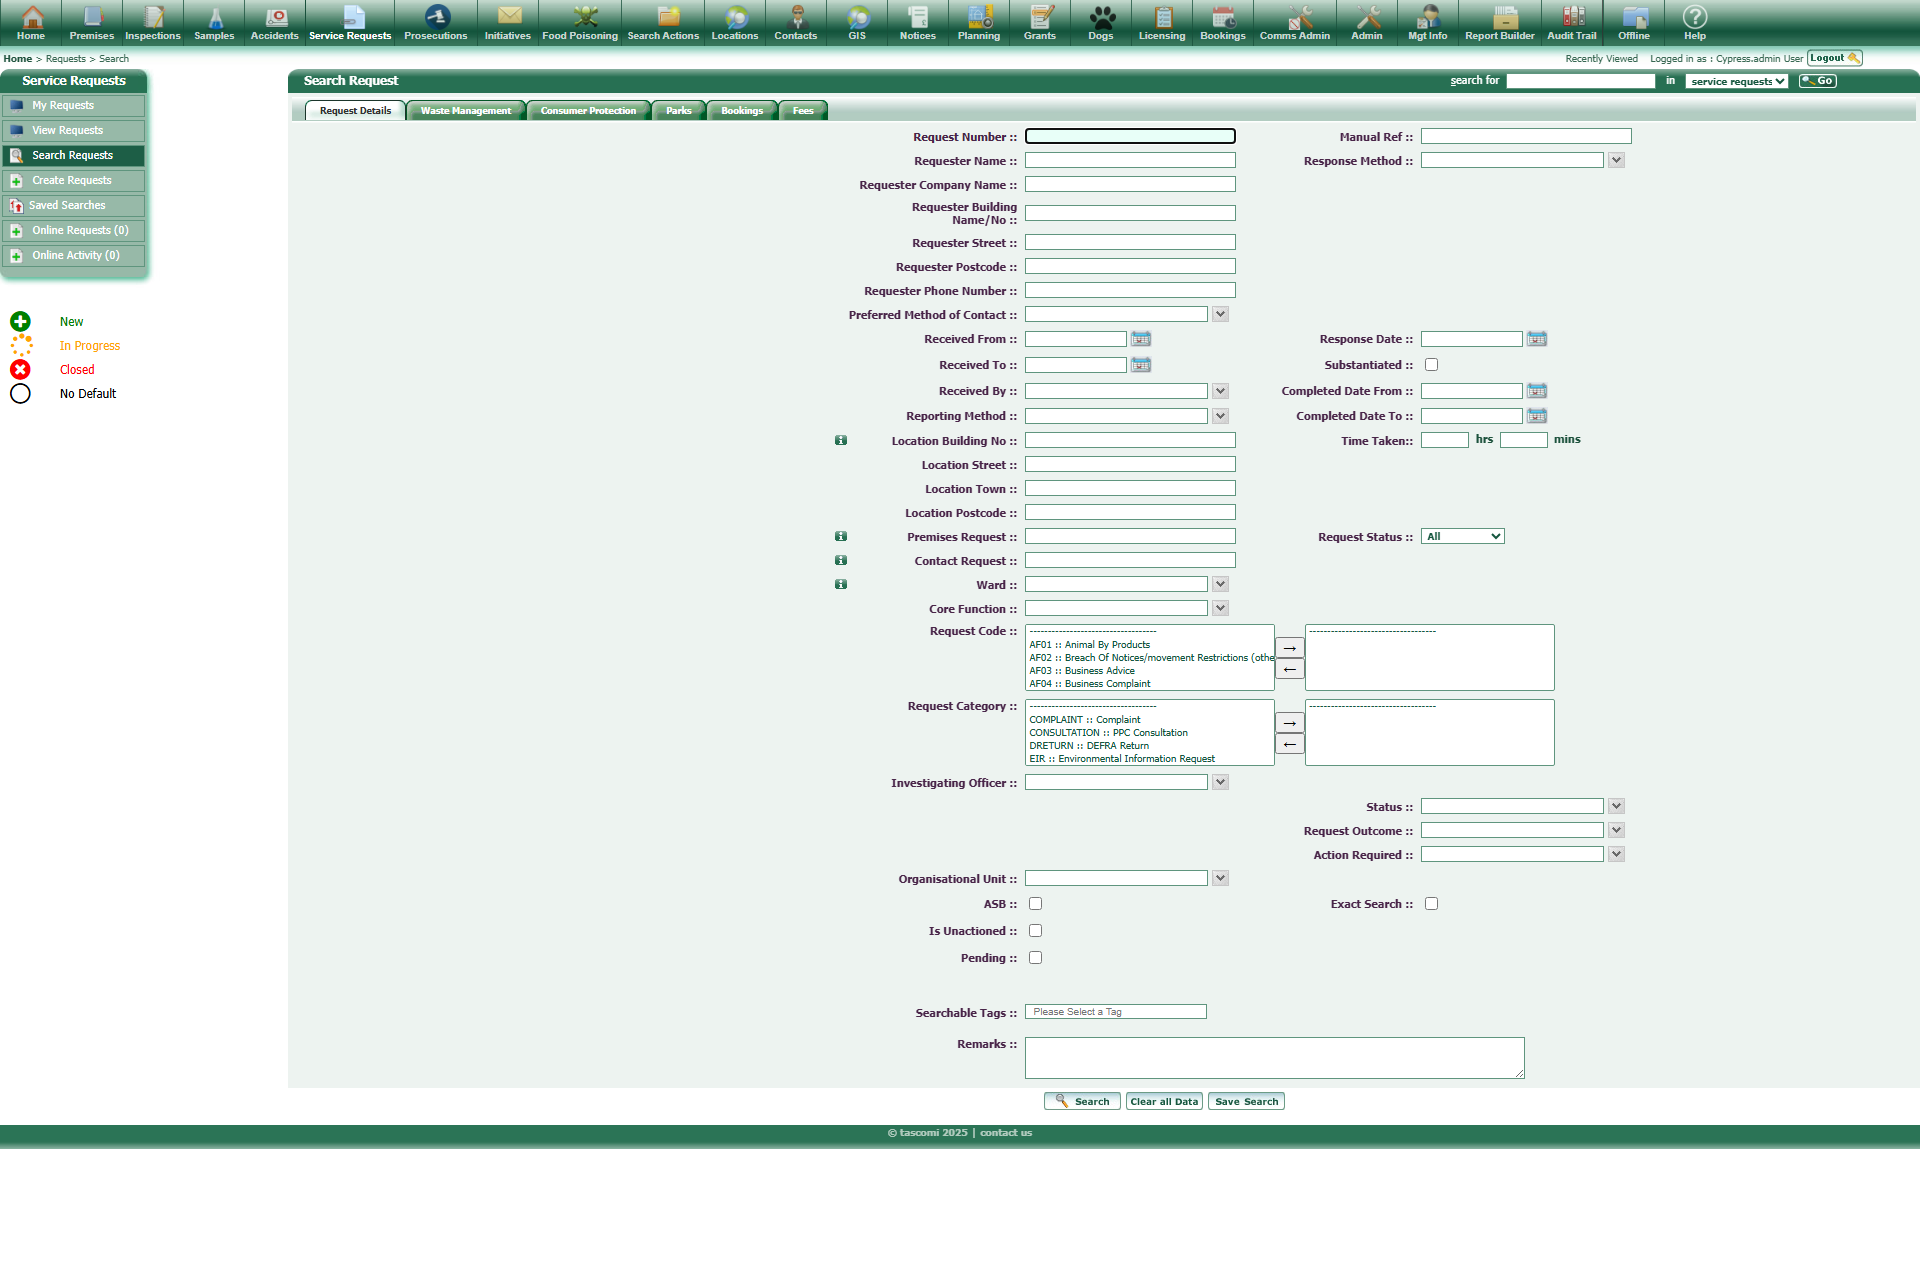 Home Premises Inspections Samples Accidents Service Requests Prosecutions Initiatives Food Poisoning Search Actions Locations Contacts GIS Notices Planning Grants Dogs Licensing Bookings Comms Admin Admin Mgt Info Report Builder Audit Trail Offline Help
Home > Requests > Search
Recently Viewed Logged in as : Cypress.admin User Logout
Service Requests
My Requests
View Requests
Search Requests
Create Requests
Saved Searches
Online Requests (0)
Online Activity (0)
New
In Progress
Closed
No Default
Search Request
search for in service requests Go
Request Details Waste Management Consumer Protection Parks Bookings Fees
Request Number :: Manual Ref ::
Requester Name :: Response Method ::
Requester Company Name ::
Requester Building
Name/No ::
Requester Street ::
Requester Postcode ::
Requester Phone Number ::
Preferred Method of Contact ::
Received From :: Response Date ::
Received To :: Substantiated ::
Received By :: Completed Date From ::
Reporting Method :: Completed Date To ::
Location Building No :: Time Taken:: hrs mins
Location Street ::
Location Town ::
Location Postcode ::
Premises Request :: Request Status :: All
Contact Request ::
Ward ::
Core Function ::
Request Code ::
AF01 :: Animal By Products
AF02 :: Breach Of Notices/movement Restrictions (othe
AF03 :: Business Advice
AF04 :: Business Complaint
Request Category ::
COMPLAINT :: Complaint
CONSULTATION :: PPC Consultation
DRETURN :: DEFRA Return
EIR :: Environmental Information Request
Investigating Officer ::
Status ::
Request Outcome ::
Action Required ::
Organisational Unit ::
ASB :: Exact Search ::
Is Unactioned ::
Pending ::
Searchable Tags :: Please Select a Tag
Remarks ::
Search Clear all Data Save Search
© tascomi 2025 | contact us